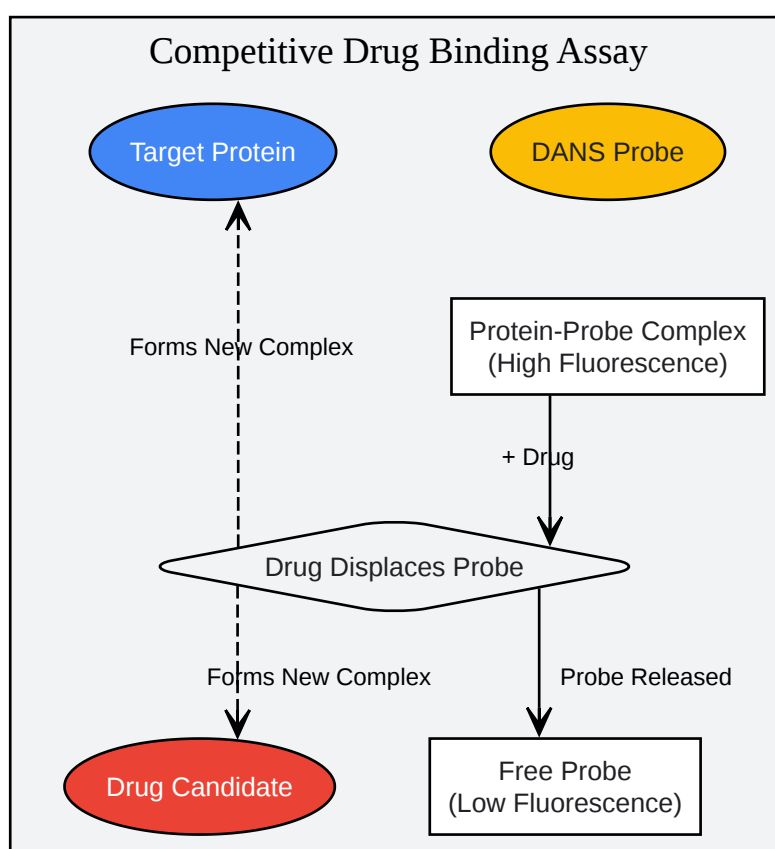 Competitive Drug Binding Assay
Target Protein
DANS Probe
Forms New Complex
Protein-Probe Complex
(High Fluorescence)
+ Drug
Drug Displaces Probe
Forms New Complex
Probe Released
Drug Candidate
Free Probe
(Low Fluorescence)